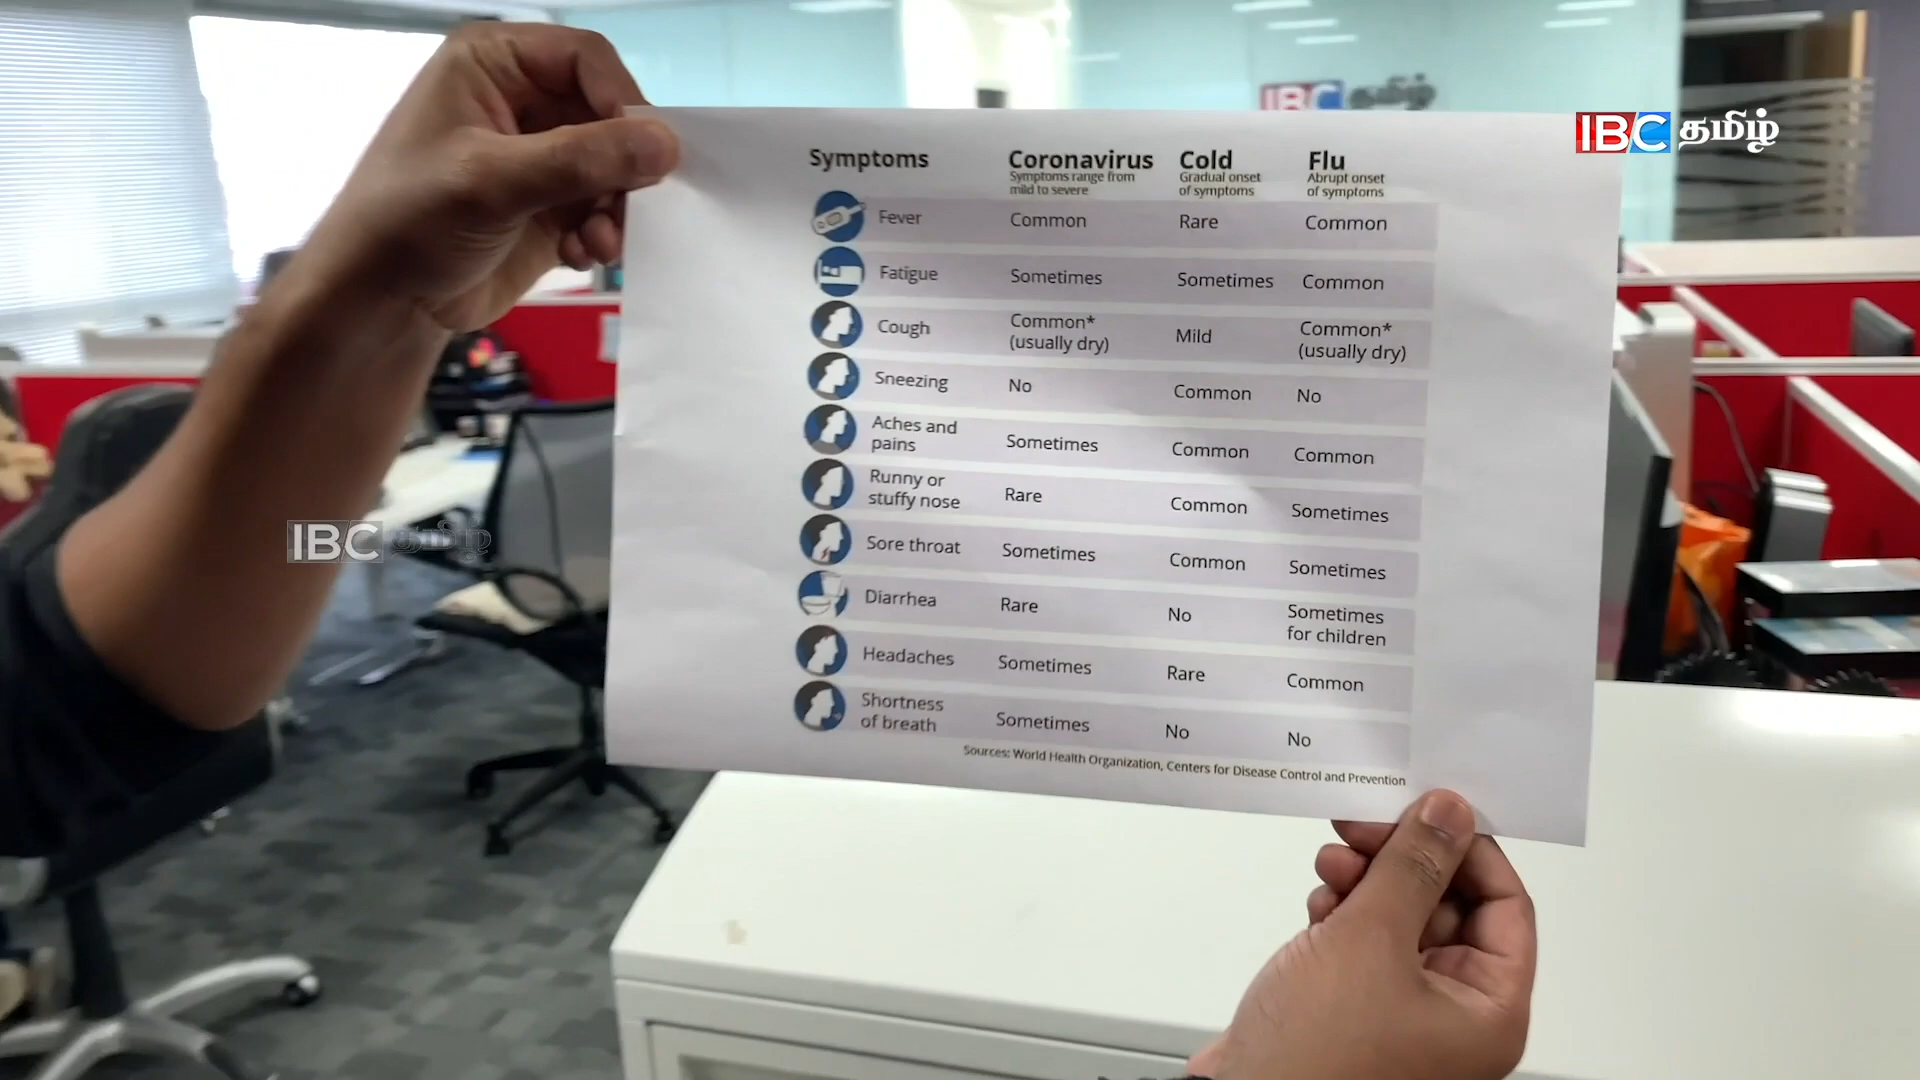 IBC தமிழ்
IBC தமிழ்
Symptoms Coronavirus Cold Flu
Symptoms range from Gradual onset Abrupt onset
mild to severe of symptoms of symptoms
Fever Common Rare Common
Fatigue Sometimes Sometimes Common
Cough Common* Mild Common*
(usually dry) (usually dry)
Sneezing No Common No
Aches and
pains Sometimes Common Common
Runny or
stuffy nose Rare Common Sometimes
Sore throat Sometimes Common Sometimes
Diarrhea Rare No Sometimes
for children
Headaches Sometimes Rare Common
Shortness
of breath Sometimes No No
Sources: World Health Organization, Centers for Disease Control and Prevention
IBC தமிழ்